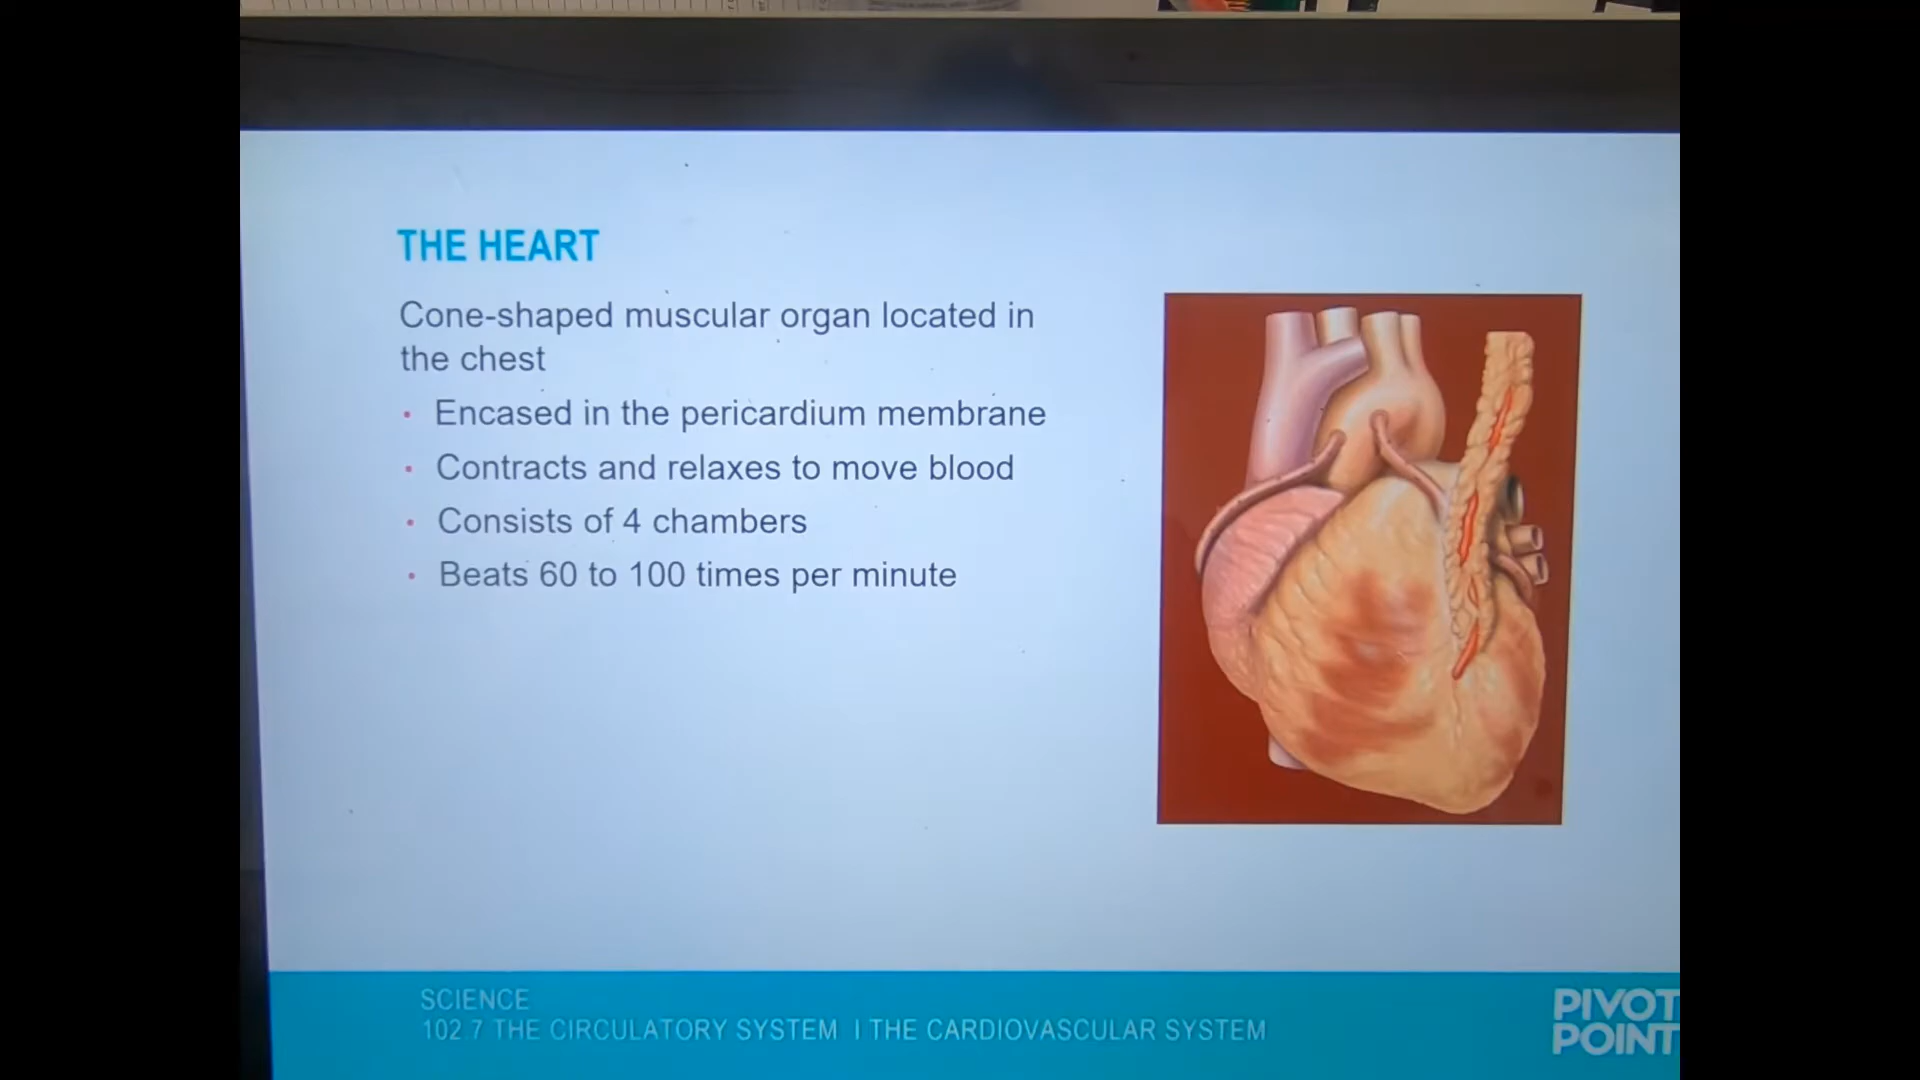 THE HEART
Cone-shaped muscular organ located in
the chest
• Encased in the pericardium membrane
• Contracts and relaxes to move blood
• Consists of 4 chambers
• Beats 60 to 100 times per minute
SCIENCE
102.7 THE CIRCULATORY SYSTEM I THE CARDIOVASCULAR SYSTEM
PIVOT
POINT